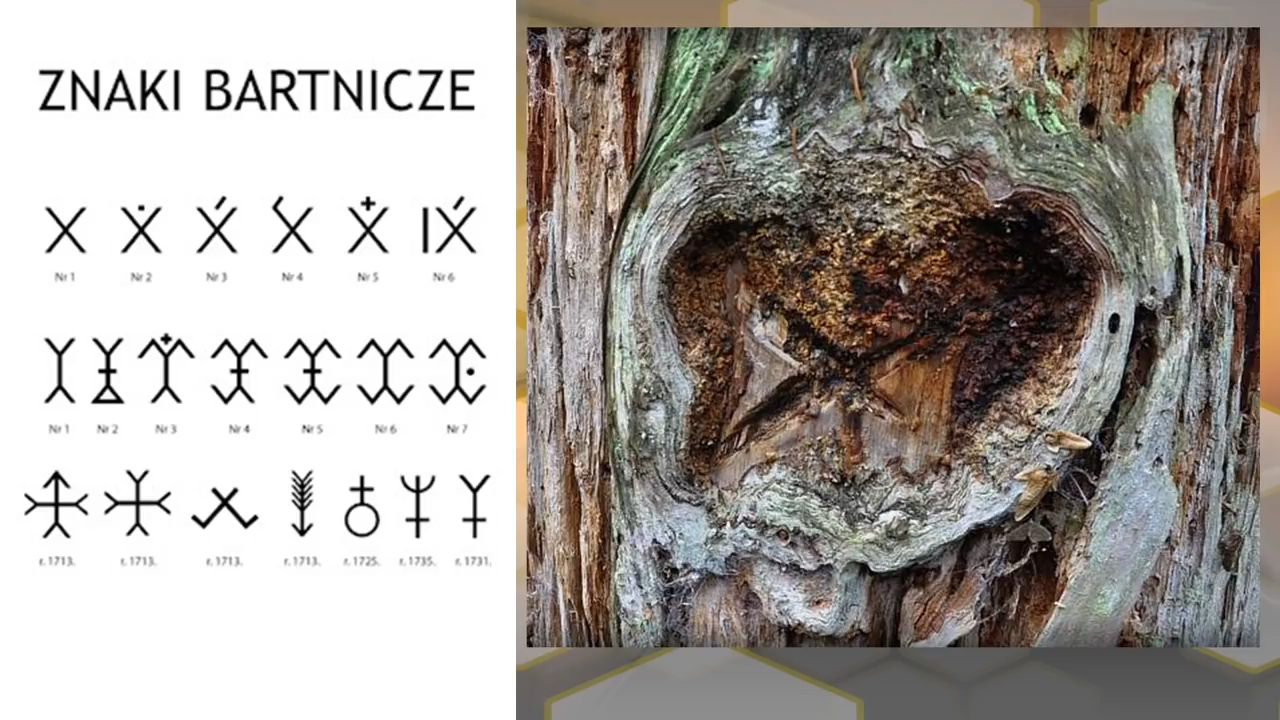 ZNAKI BARTNICZE
Nr 1 Nr 2 Nr 3 Nr 4 Nr 5 Nr 6
Nr 1 Nr 2 Nr 3 Nr 4 Nr 5 Nr 6 Nr 7
r. 1713. r. 1713. r. 1713. r. 1713. r. 1725. r. 1735. r. 1731.